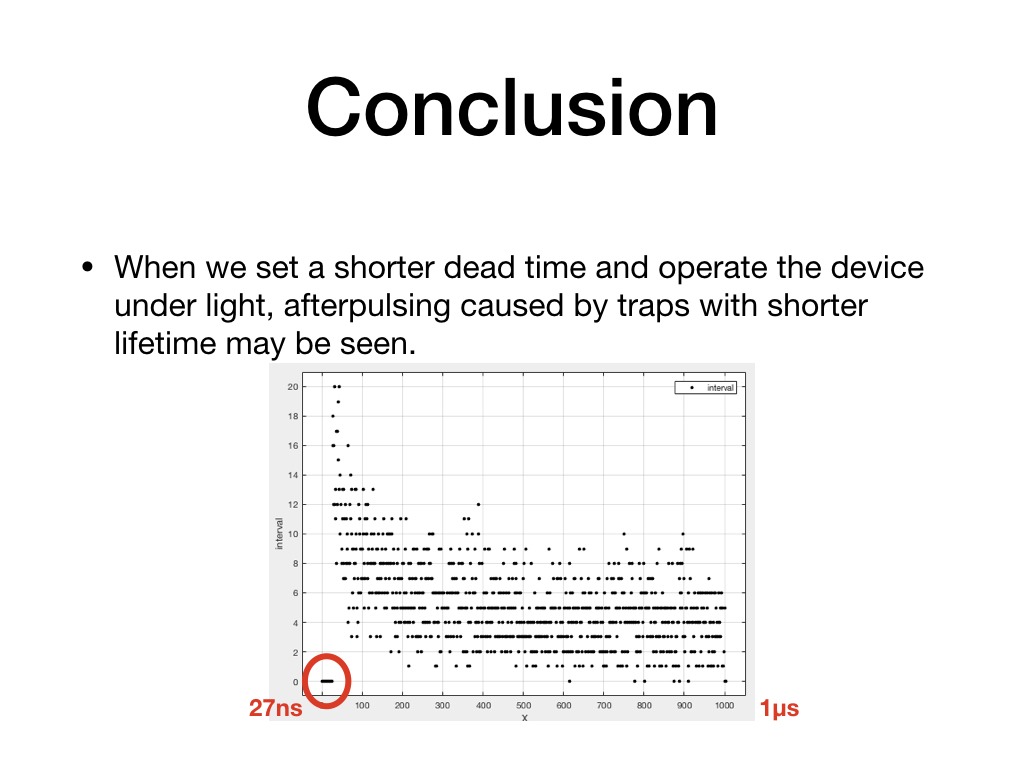 Conclusion
• When we set a shorter dead time and operate the device
under light, afterpulsing caused by traps with shorter
lifetime may be seen.
interval
20
18
16
14
12
10
8
6
4
2
0
interval
100 200 300 400 500 600 700 800 900 1000
x
27ns
1µs